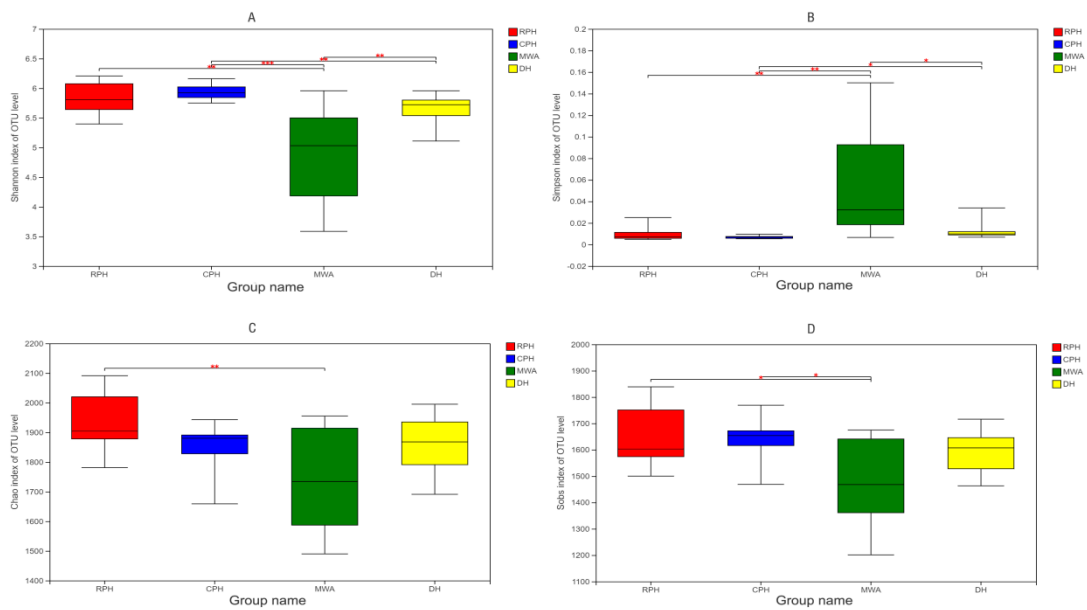 A
Shannon index of OTU level
7
6.5
6
5.5
5
4.5
4
3.5
3
** *** ** **
RPH CPH MWA DH
Group name
RPH
CPH
MWA
DH
B
Simpson index of OTU level
0.2
0.16
0.14
0.12
0.1
0.08
0.06
0.04
0.02
0
-0.02
** ** * *
RPH CPH MWA DH
Group name
RPH
CPH
MWA
DH
C
Chao index of OTU level
2200
2100
2000
1900
1800
1700
1600
1500
1400
**
RPH CPH MWA DH
Group name
RPH
CPH
MWA
DH
D
Sobs index of OTU level
2000
1900
1800
1700
1600
1500
1400
1300
1200
1100
* *
RPH CPH MWA DH
Group name
RPH
CPH
MWA
DH